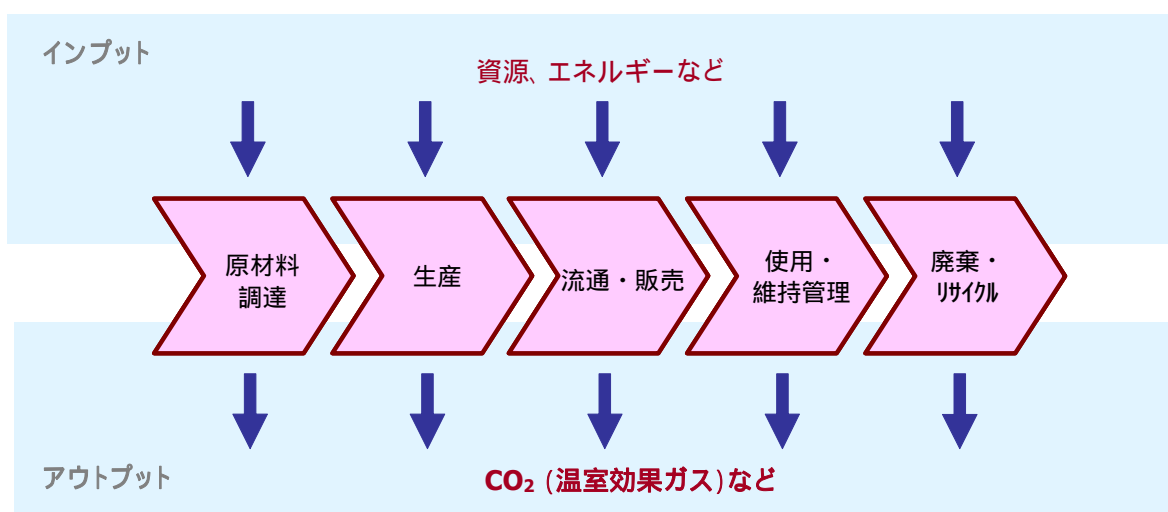 インプット
資源、エネルギーなど
原材料
調達
生産
流通・販売
使用・
維持管理
廃棄・
ﾘｻｲｸﾙ
アウトプット
CO₂ (温室効果ガス)など